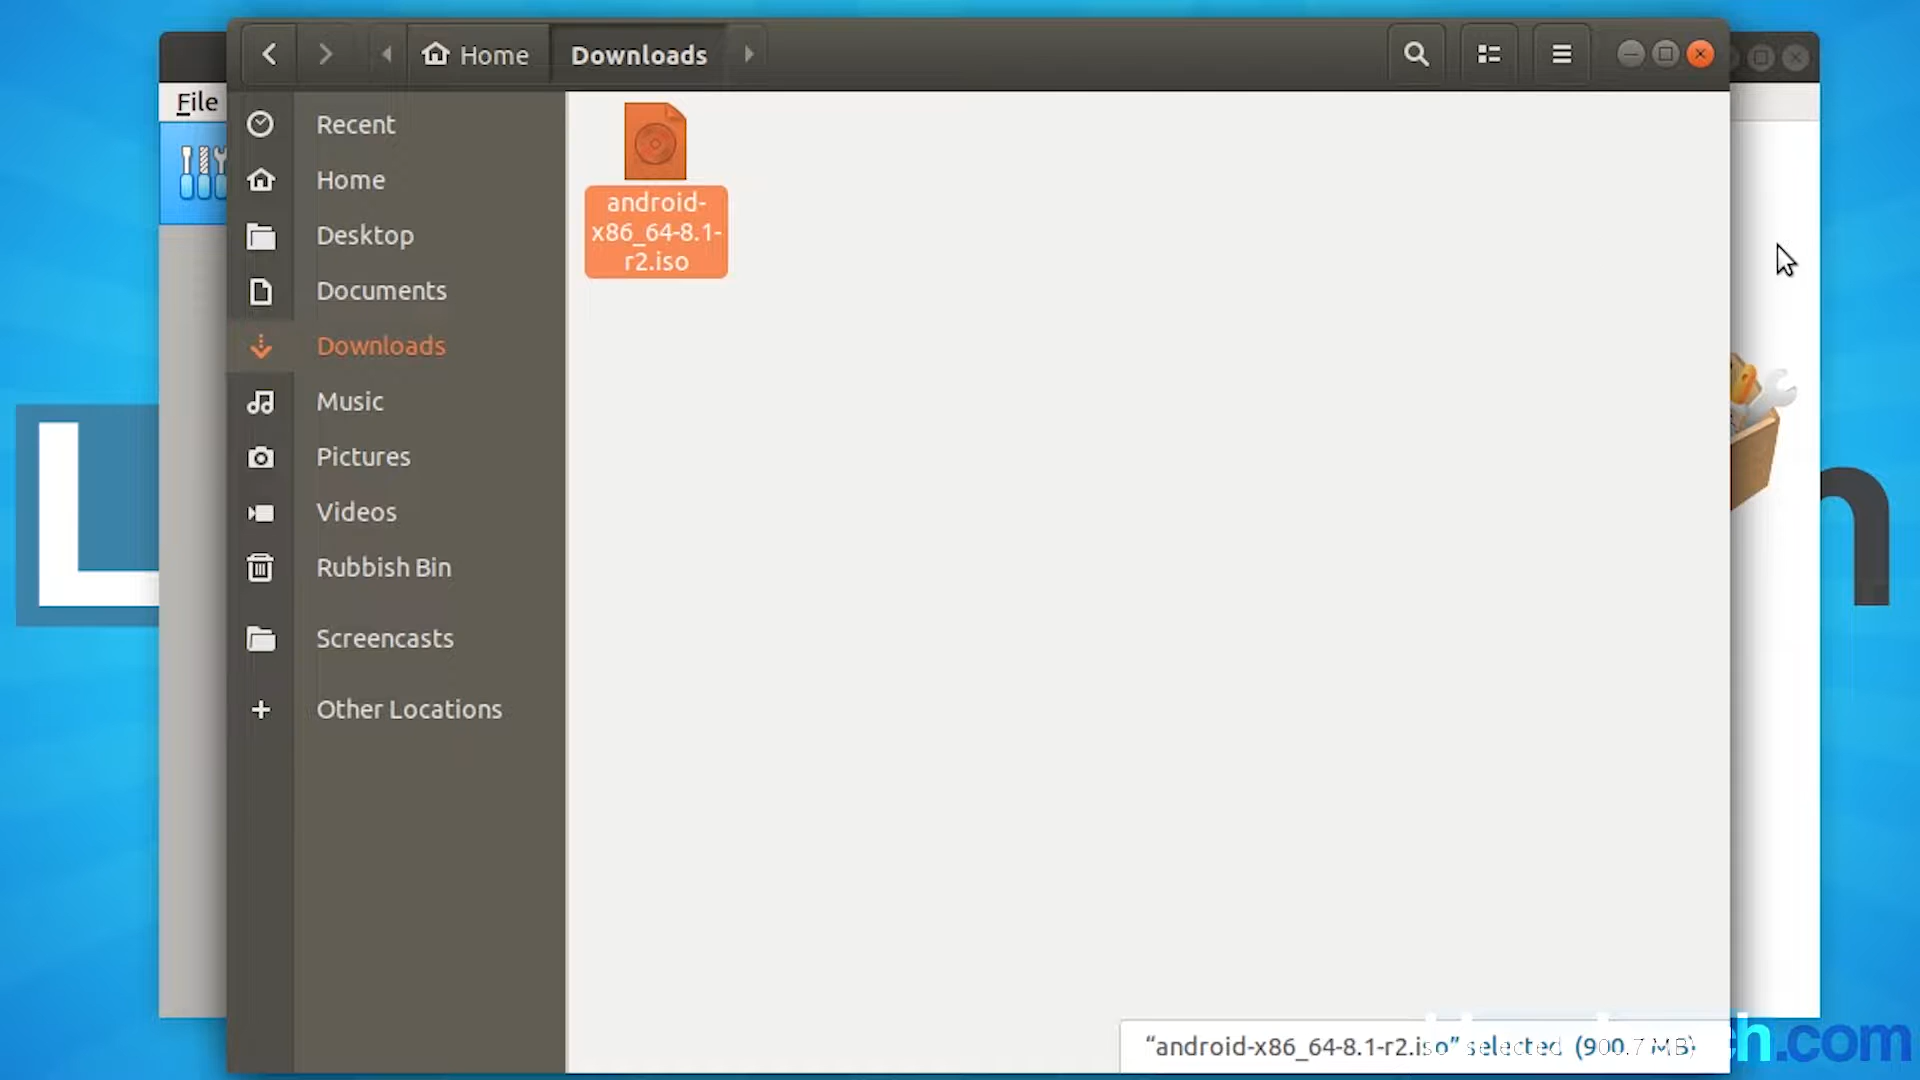 Home
Downloads
File
Recent
Home
Desktop
Documents
Downloads
Music
Pictures
Videos
Rubbish Bin
Screencasts
Other Locations
android-
x86_64-8.1-
r2.iso
L
n
“android-x86_64-8.1-r2.iso” selected (900.7 MB)
ch.com